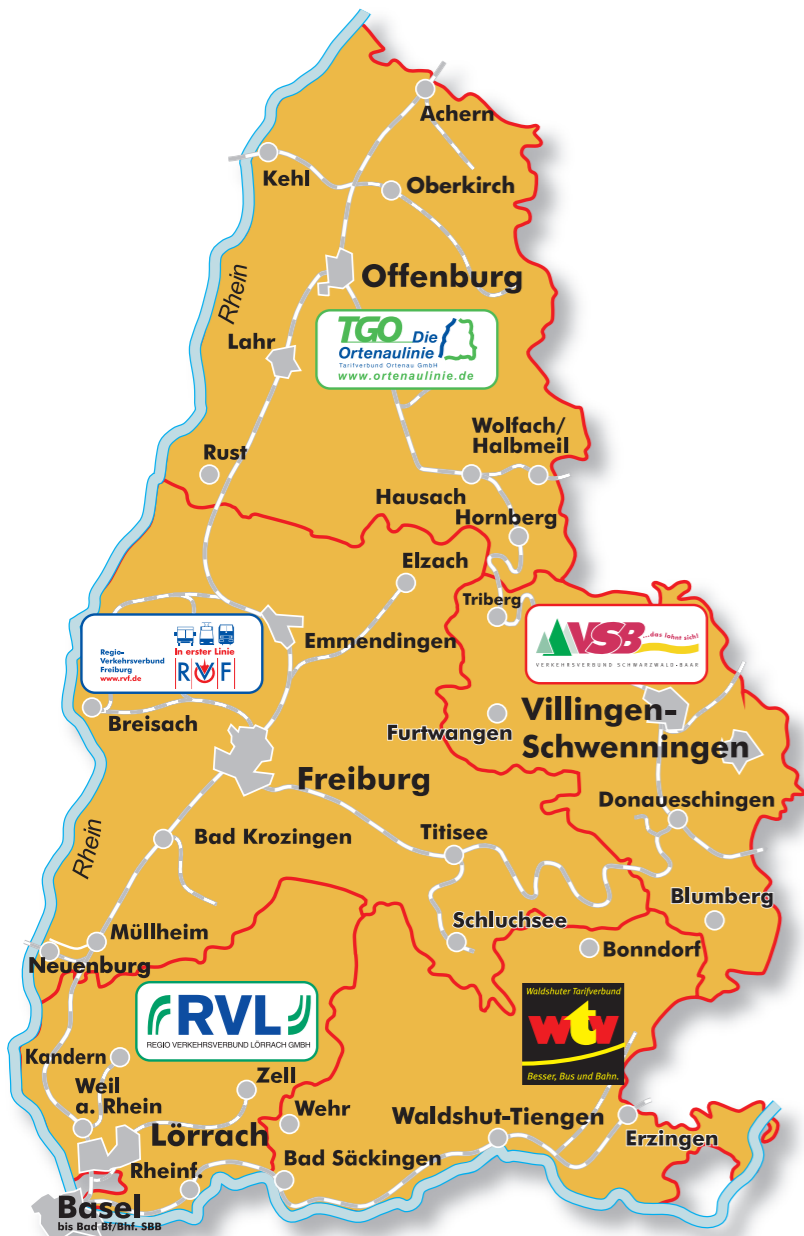 Achern
Kehl
Oberkirch
Offenburg
Rhein
TGO Die
Ortenaulinie
Tarifverbund Ortenau GmbH
www.ortenaulinie.de
Lahr
Wolfach/
Halbmeil
Rust
Hausach
Hornberg
Elzach
Triberg
VSB ...das lohnt sich!
VERKEHRSVERBUND SCHWARZWALD-BAAR
Emmendingen
In erster Linie
Regio-
Verkehrsverbund
Freiburg
www.rvf.de
RVF
Breisach
Furtwangen
Villingen-
Schwenningen
Freiburg
Donaueschingen
Rhein
Bad Krozingen
Titisee
Blumberg
Schluchsee
Müllheim
Bonndorf
Neuenburg
RVL
REGIO VERKEHRSVERBUND LÖRRACH GMBH
Waldshuter Tarifverbund
wtv
Besser, Bus und Bahn.
Kandern
Zell
Weil
a. Rhein
Wehr
Waldshut-Tiengen
Lörrach
Erzingen
Rheinf.
Bad Säckingen
Basel
bis Bad Bf/Bhf. SBB